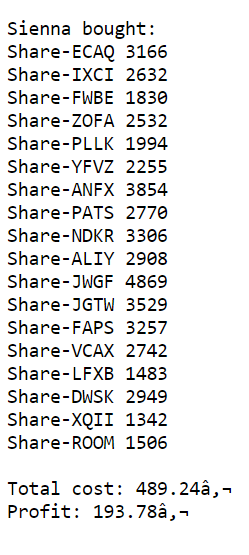 Sienna bought:
Share-ECAQ 3166
Share-IXCI 2632
Share-FWBE 1830
Share-ZOFA 2532
Share-PLLK 1994
Share-YFVZ 2255
Share-ANFX 3854
Share-PATS 2770
Share-NDKR 3306
Share-ALIY 2908
Share-JWGF 4869
Share-JGTW 3529
Share-FAPS 3257
Share-VCAX 2742
Share-LFXB 1483
Share-DWSK 2949
Share-XQII 1342
Share-ROOM 1506
Total cost: 489.24â‚¬
Profit: 193.78â‚¬